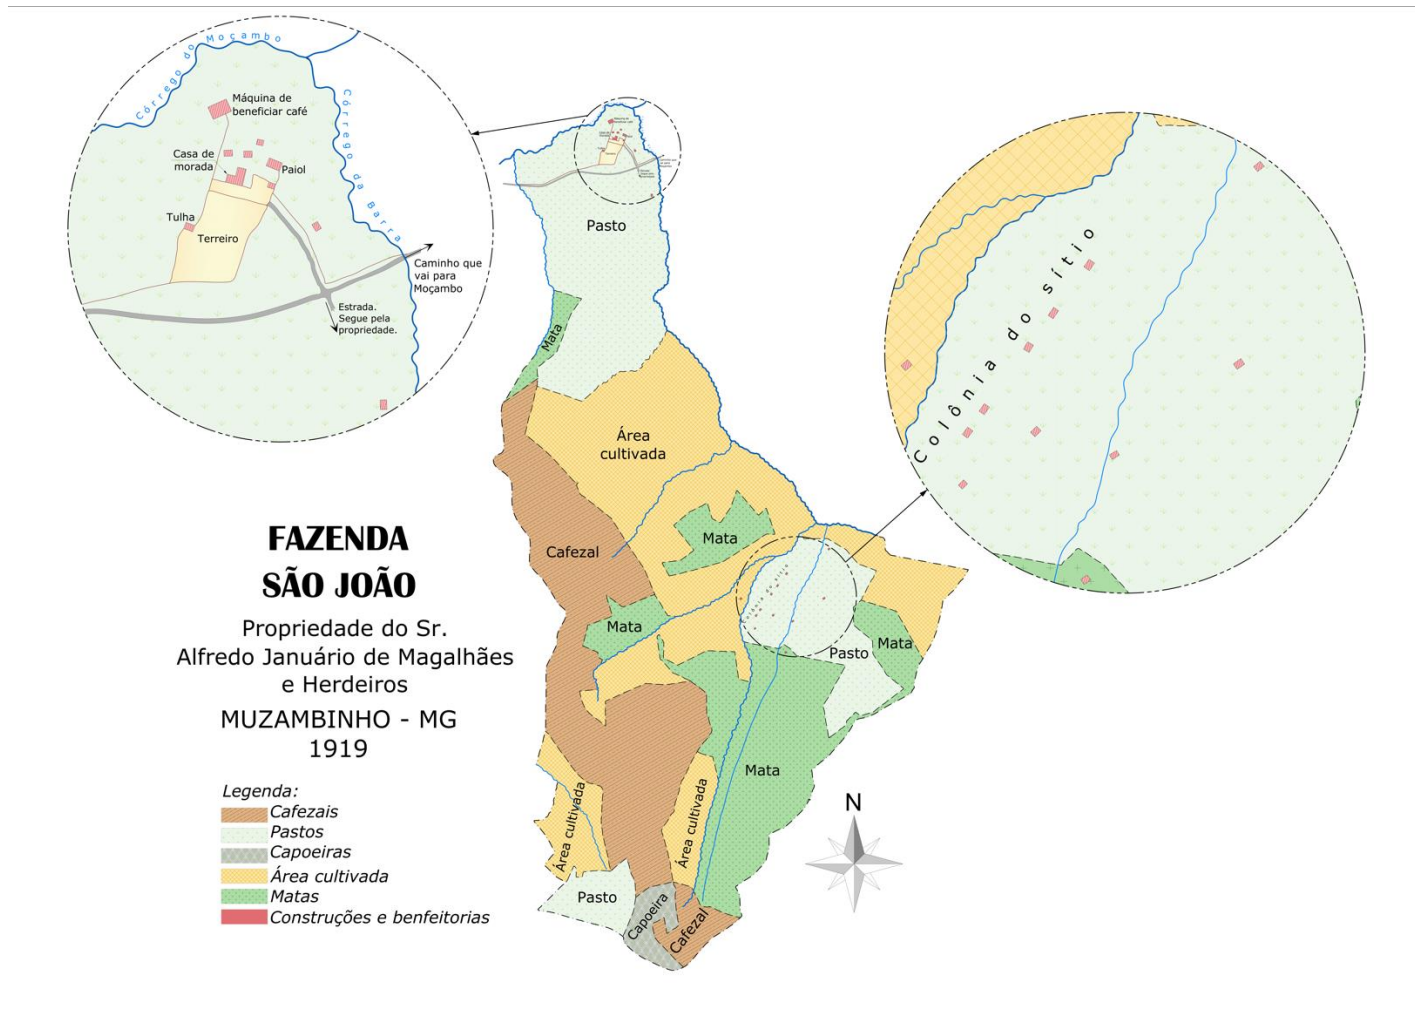 Córrego do Moçambo
Máquina de
beneficiar café
Casa de
morada
Paiol
Tulha
Terreiro
Córrego da Barra
Caminho que
vai para
Moçambo
Estrada.
Segue pela
propriedade.
Pasto
Mata
Área
cultivada
Cafezal
Mata
Mata
Pasto
Mata
Mata
Área cultivada
Área cultivada
Pasto
Capoeira
Cafezal
Colônia do sítio
FAZENDA
SÃO JOÃO
Propriedade do Sr.
Alfredo Januário de Magalhães
e Herdeiros
MUZAMBINHO - MG
1919
Legenda:
Cafezais
Pastos
Capoeiras
Área cultivada
Matas
Construções e benfeitorias
N